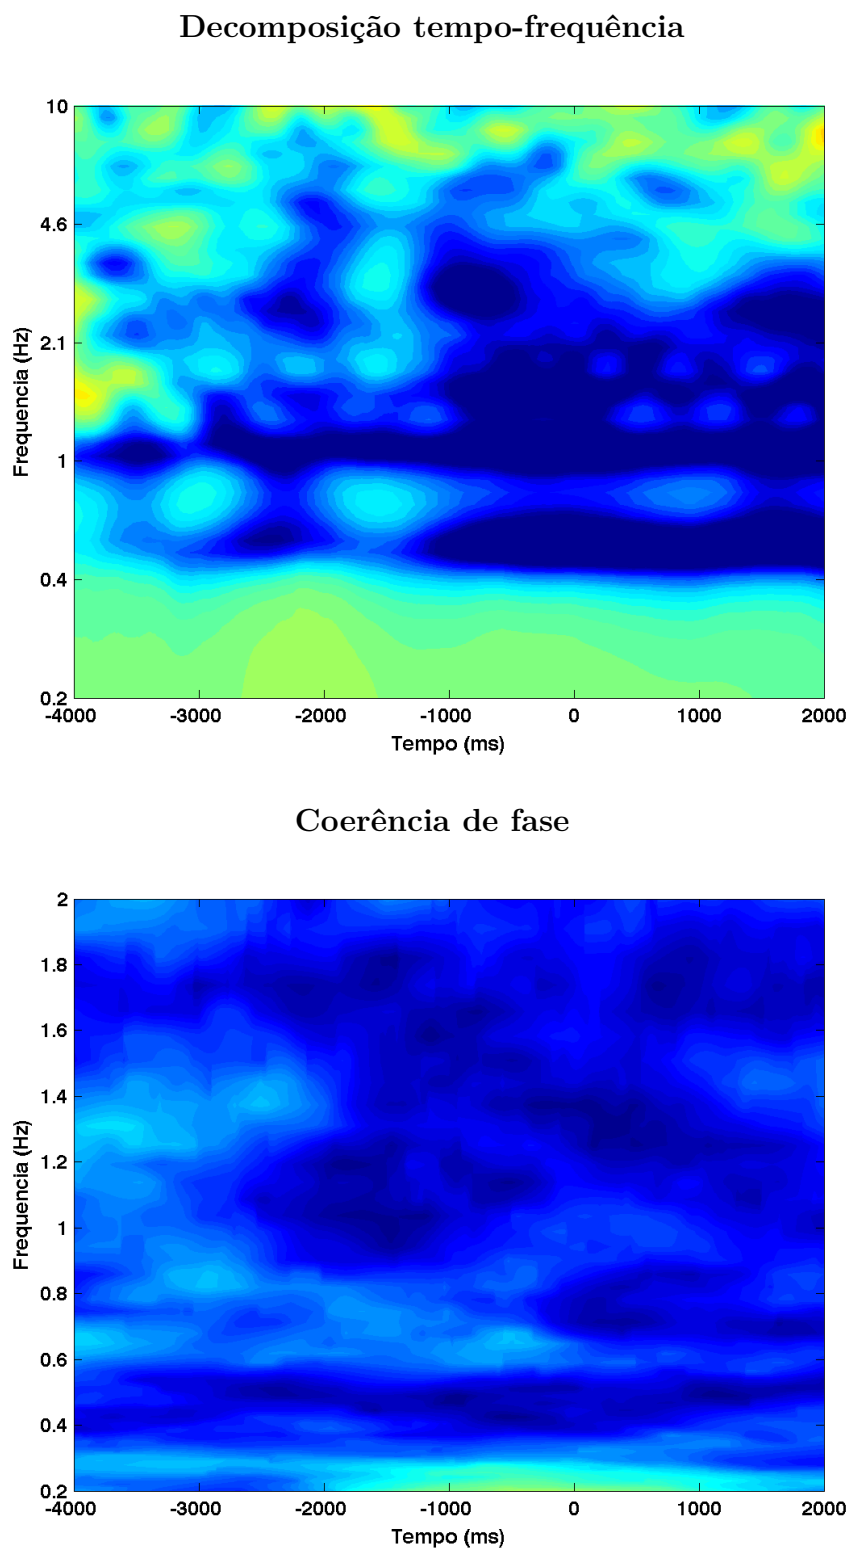 Decomposição tempo-frequência
10
4.6
2.1
1
0.4
0.2
Frequencia (Hz)
-4000 -3000 -2000 -1000 0 1000 2000
Tempo (ms)
Coerência de fase
2
1.8
1.6
1.4
1.2
1
0.8
0.6
0.4
0.2
Frequencia (Hz)
-4000 -3000 -2000 -1000 0 1000 2000
Tempo (ms)